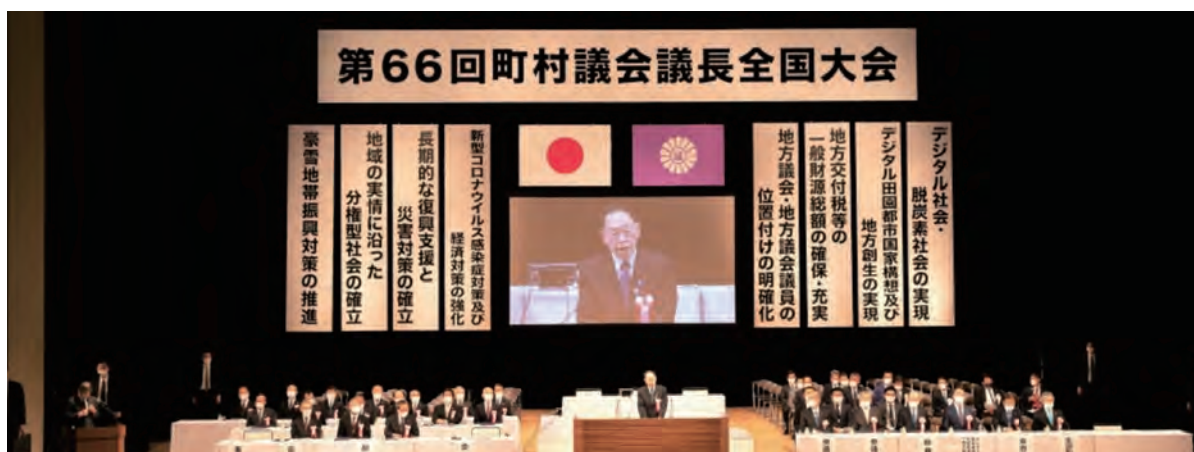 第66回町村議会議長全国大会
デジタル社会・
脱炭素社会の実現
デジタル田園都市国家構想及び
地方創生の実現
地方交付税等の
一般財源総額の確保・充実
地方議会・地方議会議員の
位置付けの明確化
新型コロナウイルス感染症対策及び
経済対策の強化
長期的な復興支援と
災害対策の確立
地域の実情に沿った
分権型社会の確立
豪雪地帯振興対策の推進